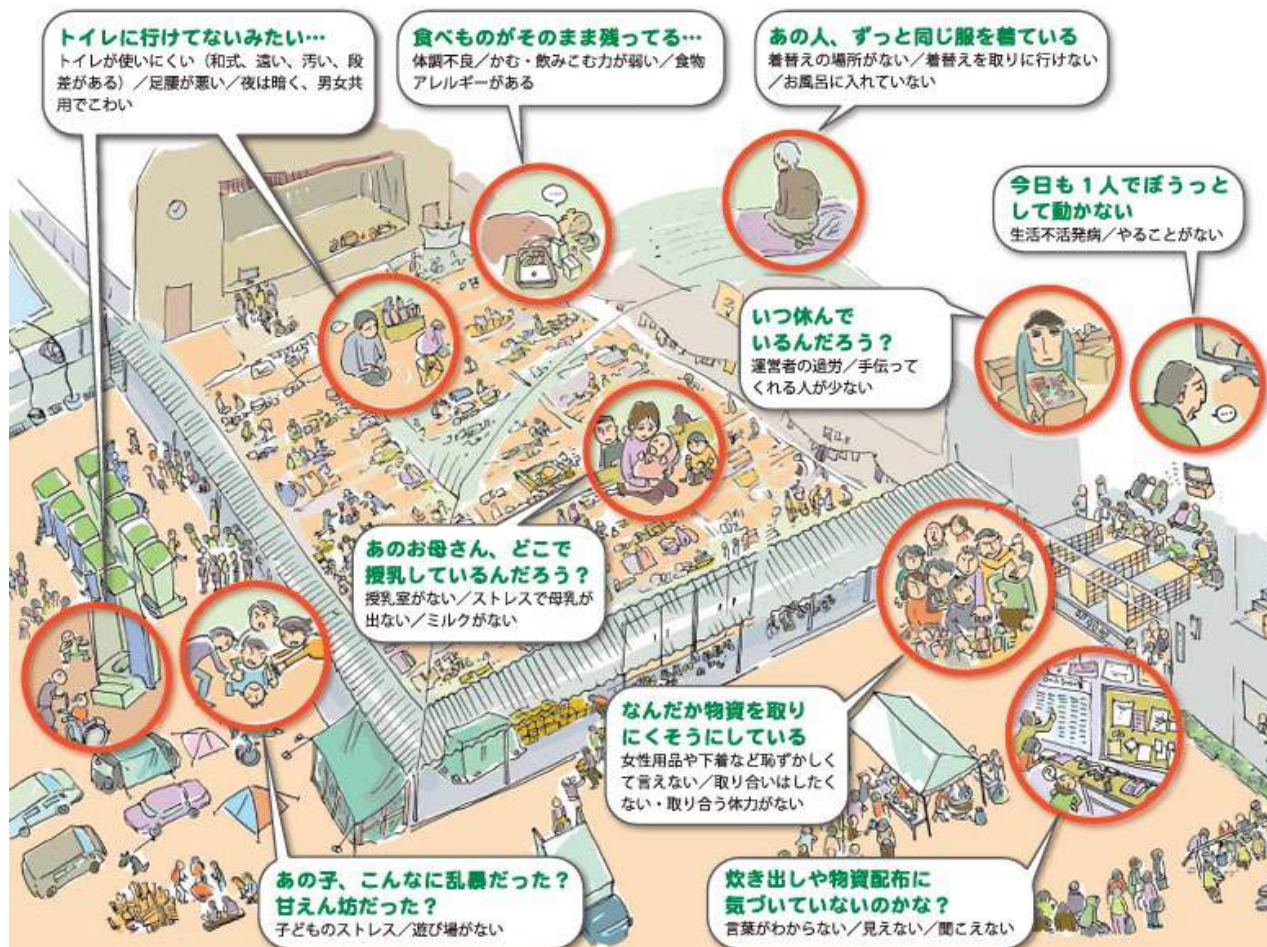 トイレに行けてないみたい…
トイレが使いにくい（和式、遠い、汚い、段
差がある）／足腰が悪い／夜は暗く、男女共
用でこわい
食べものがそのまま残ってる…
体調不良／かむ・飲みこむ力が弱い／食物
アレルギーがある
あの人、ずっと同じ服を着ている
着替えの場所がない／着替えを取りに行けない
／お風呂に入れていない
今日も１人でぼうっと
して動かない
生活不活発病／やることがない
いつ休んで
いるんだろう？
運営者の過労／手伝って
くれる人が少ない
あのお母さん、どこで
授乳しているんだろう？
授乳室がない／ストレスで母乳が
出ない／ミルクがない
なんだか物資を取り
にくそうにしている
女性用品や下着など恥ずかしく
て言えない／取り合いはしたく
ない・取り合う体力がない
あの子、こんなに乱暴だった？
甘えん坊だった？
子どものストレス／遊び場がない
炊き出しや物資配布に
気づいていないのかな？
言葉がわからない／見えない／聞こえない